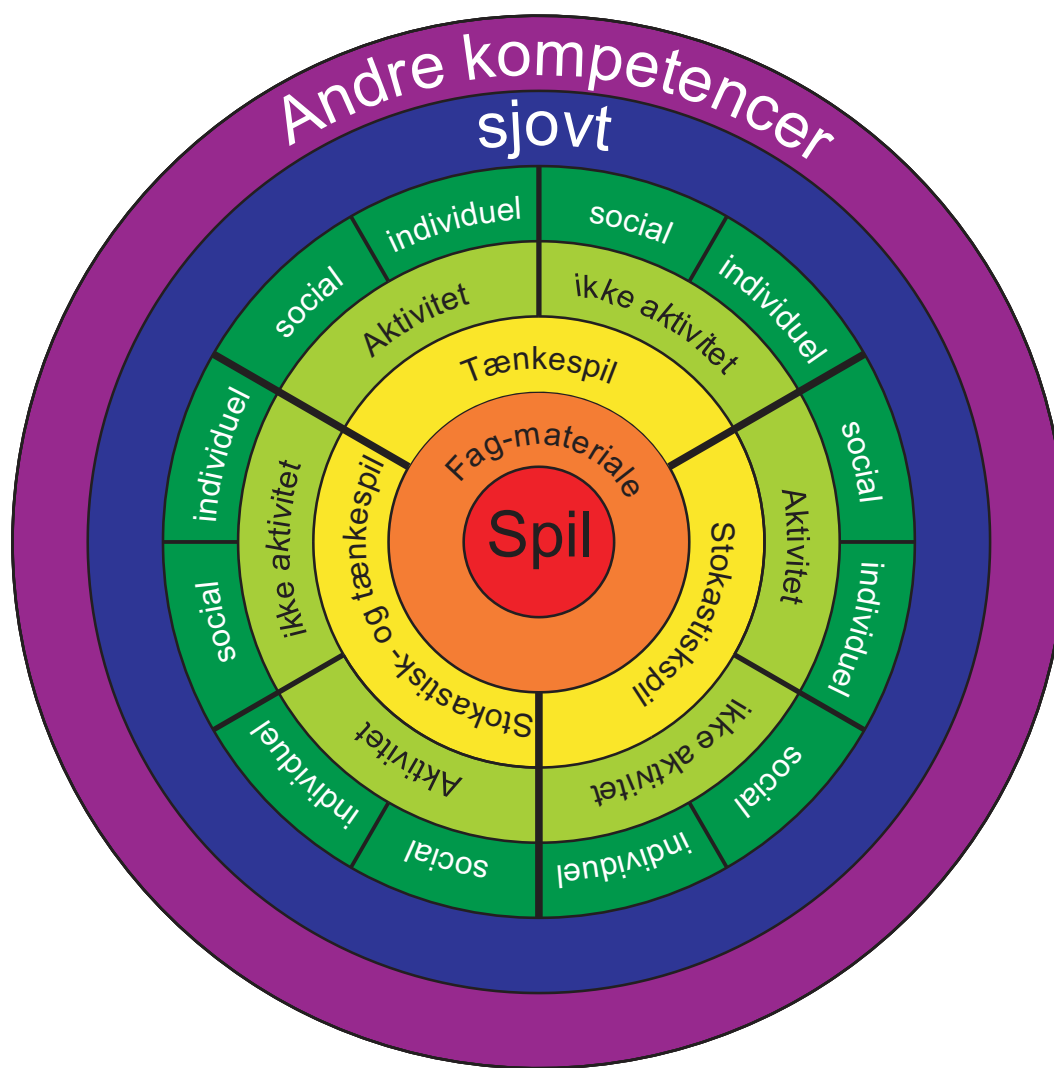 Andre kompetencer
sjovt
individuel
social
social
individuel
Aktivitet
ikke aktivitet
Tænkespil
Fag-materiale
Spil
individuel
social
ikke aktivitet
Stokastisk- og tænkespil
Stokastiskspil
Aktivitet
social
individuel
Aktivitet
ikke aktivitet
individuel
social
individuel
social